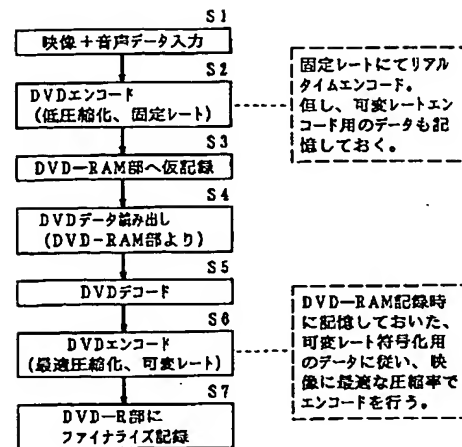 S1
映像＋音声データ入力
S2
DVDエンコード
(低圧縮化、固定レート)
固定レートにてリアル
タイムエンコード。
但し、可変レートエン
コード用のデータも記
憶しておく。
S3
DVD－RAM部へ仮記録
S4
DVDデータ読み出し
(DVD－RAM部より)
S5
DVDデコード
S6
DVDエンコード
(最適圧縮化、可変レート)
DVD－RAM記録時
に記憶しておいた、
可変レート符号化用
のデータに従い、映
像に最適な圧縮率で
エンコードを行う。
S7
DVD－R部に
ファイナライズ記録